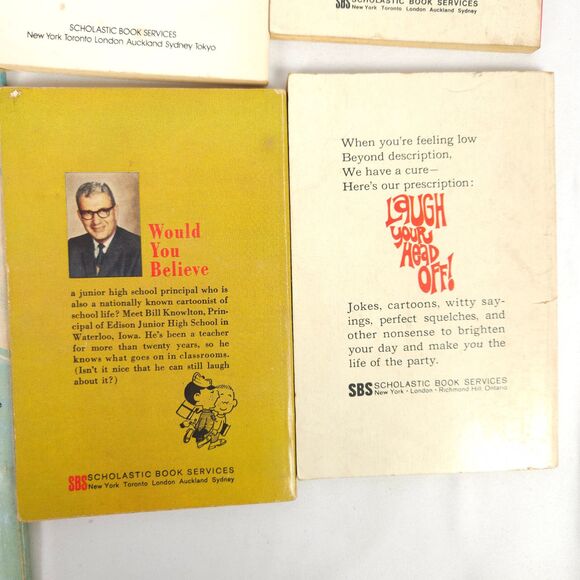 SCHOLASTIC BOOK SERVICES
New York Toronto London Auckland Sydney Tokyo
SBS SCHOLASTIC BOOK SERVICES
New York Toronto London Auckland Sydney
Would
You
Believe
a junior high school principal who is
also a nationally known cartoonist of
school life? Meet Bill Knowlton, Prin-
cipal of Edison Junior High School in
Waterloo, Iowa. He's been a teacher
for more than twenty years, so he
knows what goes on in classrooms.
(Isn't it nice that he can still laugh
about it?)
SBS SCHOLASTIC BOOK SERVICES
New York Toronto London Auckland Sydney
When you're feeling low
Beyond description,
We have a cure—
Here's our prescription:
LAUGH
YOUR
HEAD
OFF!
Jokes, cartoons, witty say-
ings, perfect squelches, and
other nonsense to brighten
your day and make you the
life of the party.
SBS SCHOLASTIC BOOK SERVICES
New York · London · Richmond Hill, Ontario